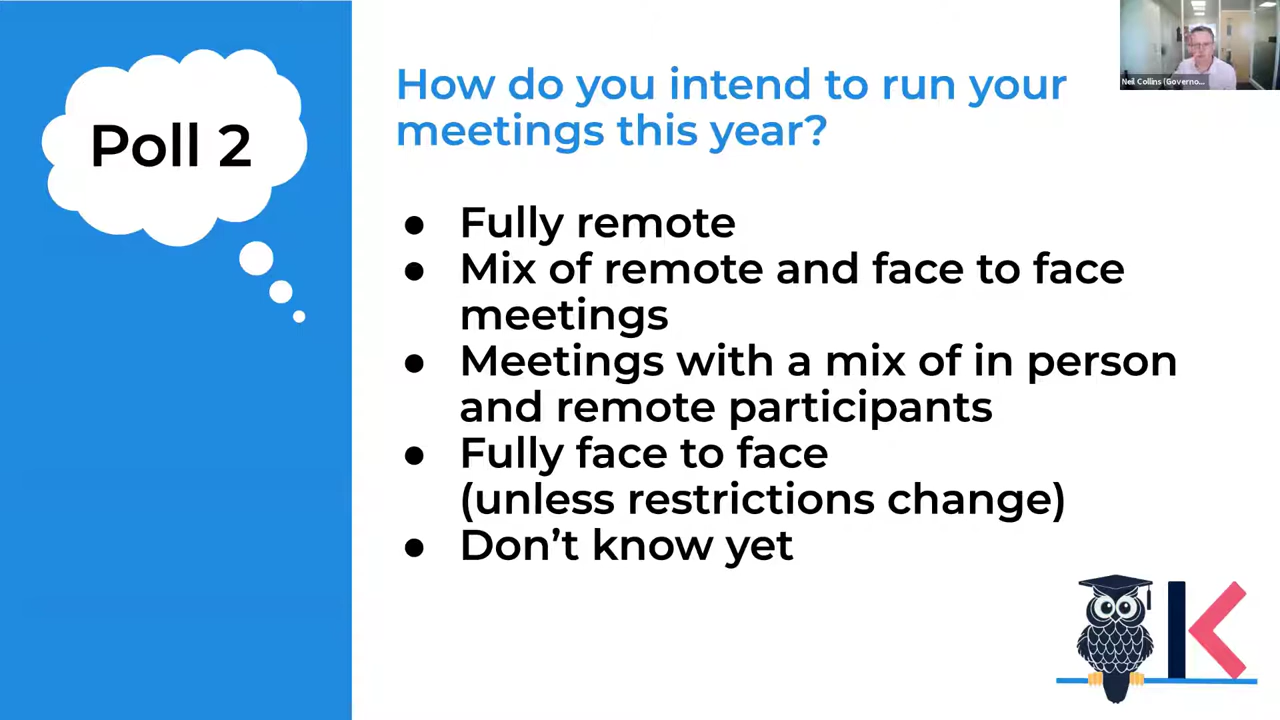 Poll 2
How do you intend to run your
meetings this year?
● Fully remote
● Mix of remote and face to face
meetings
● Meetings with a mix of in person
and remote participants
● Fully face to face
(unless restrictions change)
● Don’t know yet
Neil Collins (Governo...
K